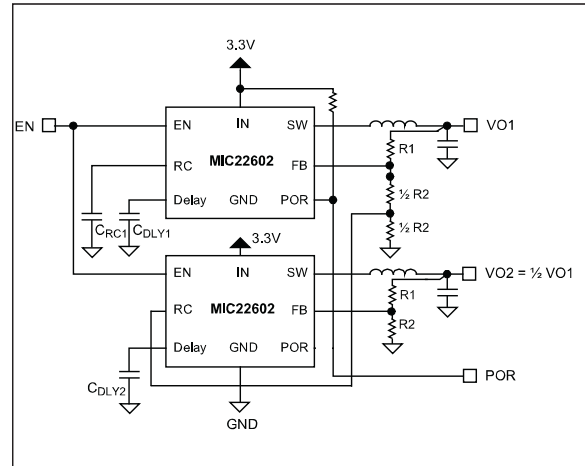 3.3V
EN
EN
IN
SW
VO1
R1
RC
MIC22602
FB
½ R2
Delay
GND
POR
½ R2
CRC1
CDLY1
3.3V
EN
IN
SW
VO2 = ½ VO1
R1
RC
MIC22602
FB
R2
Delay
GND
POR
CDLY2
POR
GND